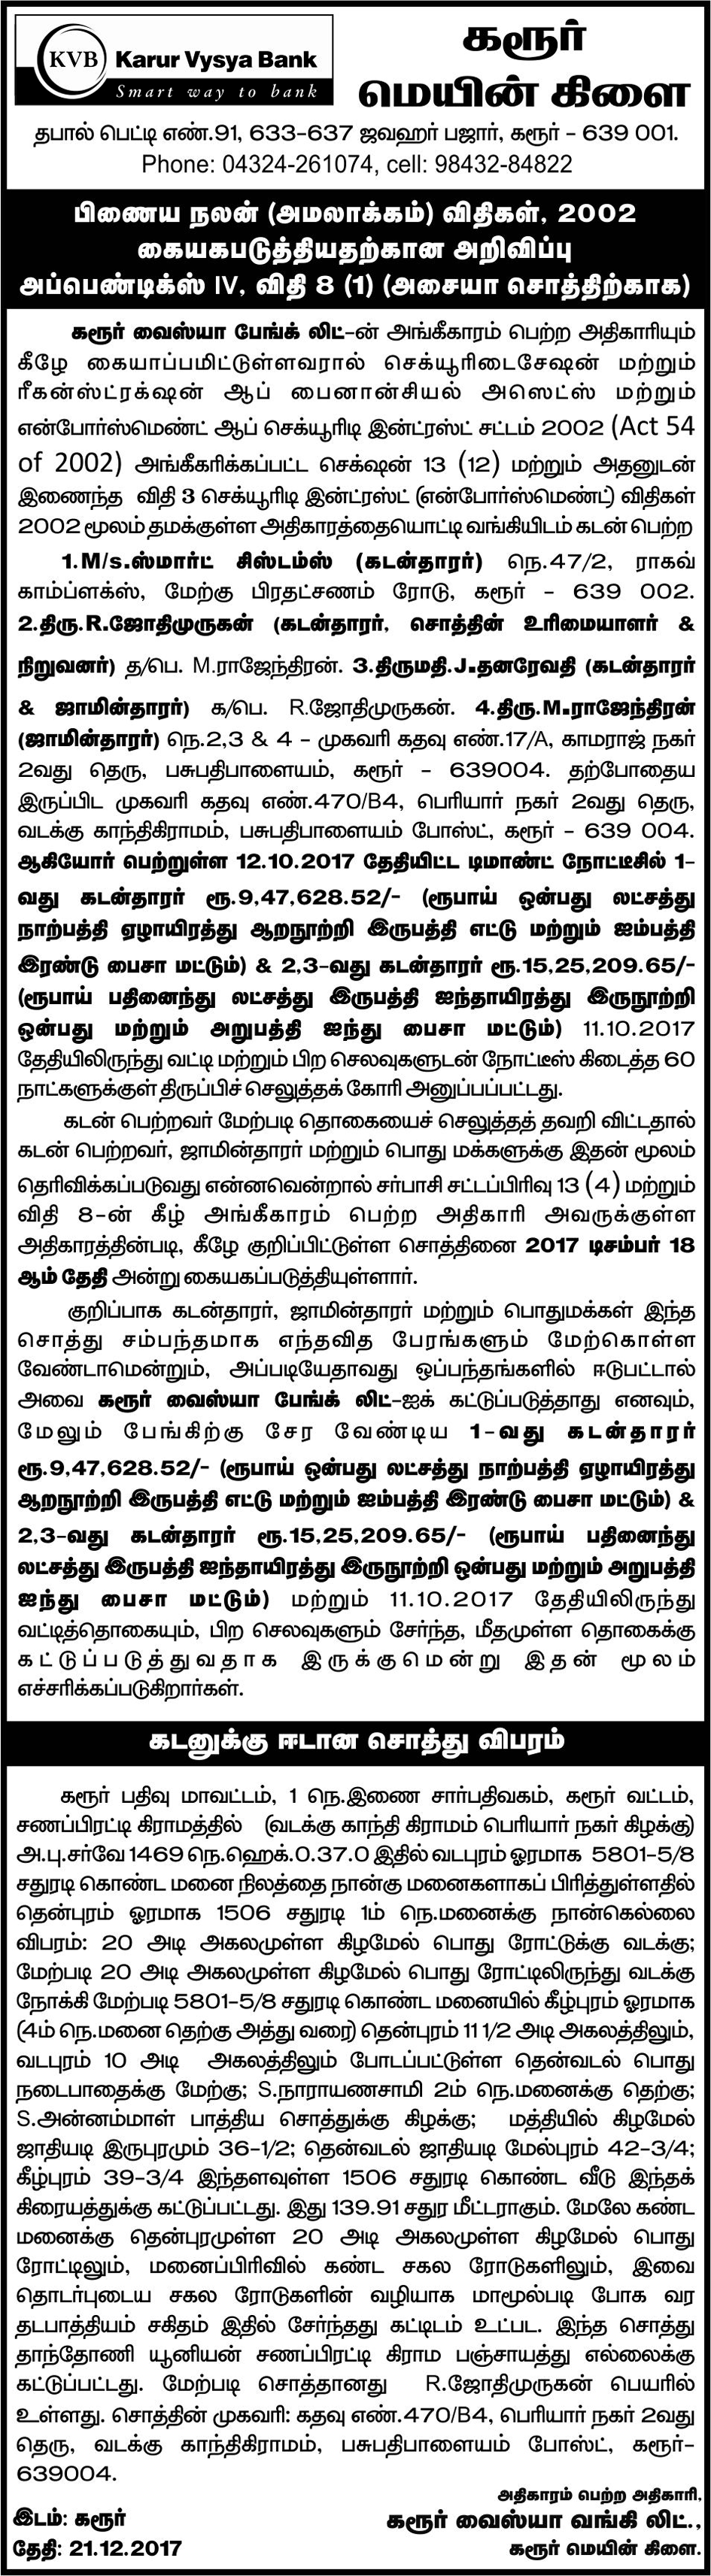 KVB Karur Vysya Bank
Smart way to bank
கரூர்
மெயின் கிளை
தபால் பெட்டி எண்.91, 633-637 ஜவஹர் பஜார், கரூர் - 639 001.
Phone: 04324-261074, cell: 98432-84822
பிணைய நலன் (அமலாக்கம்) விதிகள், 2002
கையகபடுத்தியதற்கான அறிவிப்பு
அப்பெண்டிக்ஸ் IV, விதி 8 (1) (அசையா சொத்திற்காக)
கரூர் வைஸ்யா பேங்க் லிட்-ன் அங்கீகாரம் பெற்ற அதிகாரியும்
கீழே கையாப்பமிட்டுள்ளவரால் செக்யூரிடைசேஷன் மற்றும்
ரீகன்ஸ்ட்ரக்ஷன் ஆப் பைனான்சியல் அஸெட்ஸ் மற்றும்
என்போர்ஸ்மெண்ட் ஆப் செக்யூரிடி இன்ட்ரஸ்ட் சட்டம் 2002 (Act 54
of 2002) அங்கீகரிக்கப்பட்ட செக்ஷன் 13 (12) மற்றும் அதனுடன்
இணைந்த விதி 3 செக்யூரிடி இன்ட்ரஸ்ட் (என்போர்ஸ்மெண்ட்) விதிகள்
2002 மூலம் தமக்குள்ள அதிகாரத்தையொட்டி வங்கியிடம் கடன் பெற்ற
1.M/s.ஸ்மார்ட் சிஸ்டம்ஸ் (கடன்தாரர்) நெ.47/2, ராகவ்
காம்ப்ளக்ஸ், மேற்கு பிரதட்சணம் ரோடு, கரூர் - 639 002.
2.திரு.R.ஜோதிமுருகன் (கடன்தாரர், சொத்தின் உரிமையாளர் &
நிறுவனர்) த/பெ. M.ராஜேந்திரன். 3.திருமதி.J.தனரேவதி (கடன்தாரர்
& ஜாமின்தாரர்) க/பெ. R.ஜோதிமுருகன். 4.திரு.M.ராஜேந்திரன்
(ஜாமின்தாரர்) நெ.2,3 & 4 - முகவரி கதவு எண்.17/A, காமராஜ் நகர்
2வது தெரு, பசுபதிபாளையம், கரூர் - 639004. தற்போதைய
இருப்பிட முகவரி கதவு எண்.470/B4, பெரியார் நகர் 2வது தெரு,
வடக்கு காந்திகிராமம், பசுபதிபாளையம் போஸ்ட், கரூர் - 639 004.
ஆகியோர் பெற்றுள்ள 12.10.2017 தேதியிட்ட டிமாண்ட் நோட்டீசில் 1-
வது கடன்தாரர் ரூ.9,47,628.52/- (ரூபாய் ஒன்பது லட்சத்து
நாற்பத்தி ஏழாயிரத்து ஆறநூற்றி இருபத்தி எட்டு மற்றும் ஐம்பத்தி
இரண்டு பைசா மட்டும்) & 2,3-வது கடன்தாரர் ரூ.15,25,209.65/-
(ரூபாய் பதினைந்து லட்சத்து இருபத்தி ஐந்தாயிரத்து இருநூற்றி
ஒன்பது மற்றும் அறுபத்தி ஐந்து பைசா மட்டும்) 11.10.2017
தேதியிலிருந்து வட்டி மற்றும் பிற செலவுகளுடன் நோட்டீஸ் கிடைத்த 60
நாட்களுக்குள் திருப்பிச் செலுத்தக் கோரி அனுப்பப்பட்டது.
கடன் பெற்றவர் மேற்படி தொகையைச் செலுத்தத் தவறி விட்டதால்
கடன் பெற்றவர், ஜாமின்தாரர் மற்றும் பொது மக்களுக்கு இதன் மூலம்
தெரிவிக்கப்படுவது என்னவென்றால் சர்பாசி சட்டப்பிரிவு 13 (4) மற்றும்
விதி 8-ன் கீழ் அங்கீகாரம் பெற்ற அதிகாரி அவருக்குள்ள
அதிகாரத்தின்படி, கீழே குறிப்பிட்டுள்ள சொத்தினை 2017 டிசம்பர் 18
ஆம் தேதி அன்று கையகப்படுத்தியுள்ளார்.
குறிப்பாக கடன்தாரர், ஜாமின்தாரர் மற்றும் பொதுமக்கள் இந்த
சொத்து சம்பந்தமாக எந்தவித பேரங்களும் மேற்கொள்ள
வேண்டாமென்றும், அப்படியேதாவது ஒப்பந்தங்களில் ஈடுபட்டால்
அவை கரூர் வைஸ்யா பேங்க் லிட்-ஐக் கட்டுப்படுத்தாது எனவும்,
மேலும் பேங்கிற்கு சேர வேண்டிய 1-வது கடன்தாரர்
ரூ.9,47,628.52/- (ரூபாய் ஒன்பது லட்சத்து நாற்பத்தி ஏழாயிரத்து
ஆறநூற்றி இருபத்தி எட்டு மற்றும் ஐம்பத்தி இரண்டு பைசா மட்டும்) &
2,3-வது கடன்தாரர் ரூ.15,25,209.65/- (ரூபாய் பதினைந்து
லட்சத்து இருபத்தி ஐந்தாயிரத்து இருநூற்றி ஒன்பது மற்றும் அறுபத்தி
ஐந்து பைசா மட்டும்) மற்றும் 11.10.2017 தேதியிலிருந்து
வட்டித்தொகையும், பிற செலவுகளும் சேர்ந்த, மீதமுள்ள தொகைக்கு
கட்டுப்படுத்துவதாக இருக்குமென்று இதன் மூலம்
எச்சரிக்கப்படுகிறார்கள்.
கடனுக்கு ஈடான சொத்து விபரம்
கரூர் பதிவு மாவட்டம், 1 நெ.இணை சார்பதிவகம், கரூர் வட்டம்,
சணப்பிரட்டி கிராமத்தில் (வடக்கு காந்தி கிராமம் பெரியார் நகர் கிழக்கு)
அ.பு.சர்வே 1469 நெ.ஹெக்.0.37.0 இதில் வடபுரம் ஓரமாக 5801-5/8
சதுரடி கொண்ட மனை நிலத்தை நான்கு மனைகளாகப் பிரித்துள்ளதில்
தென்புரம் ஓரமாக 1506 சதுரடி 1ம் நெ.மனைக்கு நான்கெல்லை
விபரம்: 20 அடி அகலமுள்ள கிழமேல் பொது ரோட்டுக்கு வடக்கு;
மேற்படி 20 அடி அகலமுள்ள கிழமேல் பொது ரோட்டிலிருந்து வடக்கு
நோக்கி மேற்படி 5801-5/8 சதுரடி கொண்ட மனையில் கீழ்புரம் ஓரமாக
(4ம் நெ.மனை தெற்கு அத்து வரை) தென்புரம் 11 1/2 அடி அகலத்திலும்,
வடபுரம் 10 அடி அகலத்திலும் போடப்பட்டுள்ள தென்வடல் பொது
நடைபாதைக்கு மேற்கு; S.நாராயணசாமி 2ம் நெ.மனைக்கு தெற்கு;
S.அன்னம்மாள் பாத்திய சொத்துக்கு கிழக்கு; மத்தியில் கிழமேல்
ஜாதியடி இருபுரமும் 36-1/2; தென்வடல் ஜாதியடி மேல்புரம் 42-3/4;
கீழ்புரம் 39-3/4 இந்தளவுள்ள 1506 சதுரடி கொண்ட வீடு இந்தக்
கிரையத்துக்கு கட்டுப்பட்டது. இது 139.91 சதுர மீட்டராகும். மேலே கண்ட
மனைக்கு தென்புரமுள்ள 20 அடி அகலமுள்ள கிழமேல் பொது
ரோட்டிலும், மனைப்பிரிவில் கண்ட சகல ரோடுகளிலும், இவை
தொடர்புடைய சகல ரோடுகளின் வழியாக மாமூல்படி போக வர
தடபாத்தியம் சகிதம் இதில் சேர்ந்தது கட்டிடம் உட்பட. இந்த சொத்து
தாந்தோணி யூனியன் சணப்பிரட்டி கிராம பஞ்சாயத்து எல்லைக்கு
கட்டுப்பட்டது. மேற்படி சொத்தானது R.ஜோதிமுருகன் பெயரில்
உள்ளது. சொத்தின் முகவரி: கதவு எண்.470/B4, பெரியார் நகர் 2வது
தெரு, வடக்கு காந்திகிராமம், பசுபதிபாளையம் போஸ்ட், கரூர்-
639004.
அதிகாரம் பெற்ற அதிகாரி,
இடம்: கரூர் கரூர் வைஸ்யா வங்கி லிட்.,
தேதி: 21.12.2017 கரூர் மெயின் கிளை.